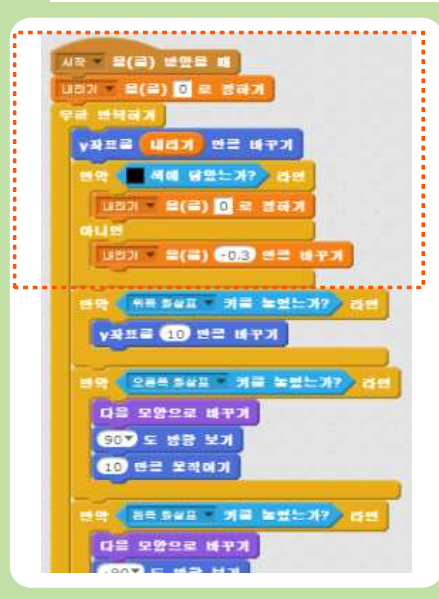 시작 을(를) 받았을 때
내리기 을(를) 0 로 정하기
무한 반복하기
y좌표를 내리기 만큼 바꾸기
만약 색에 닿았는가? 라면
내리기 을(를) 0 로 정하기
아니면
내리기 을(를) -0.3 만큼 바꾸기
만약 위쪽 화살표 키를 눌렀는가? 라면
y좌표를 10 만큼 바꾸기
만약 오른쪽 화살표 키를 눌렀는가? 라면
다음 모양으로 바꾸기
90 도 방향 보기
10 만큼 움직이기
만약 왼쪽 화살표 키를 눌렀는가? 라면
다음 모양으로 바꾸기
-90 도 방향 보기